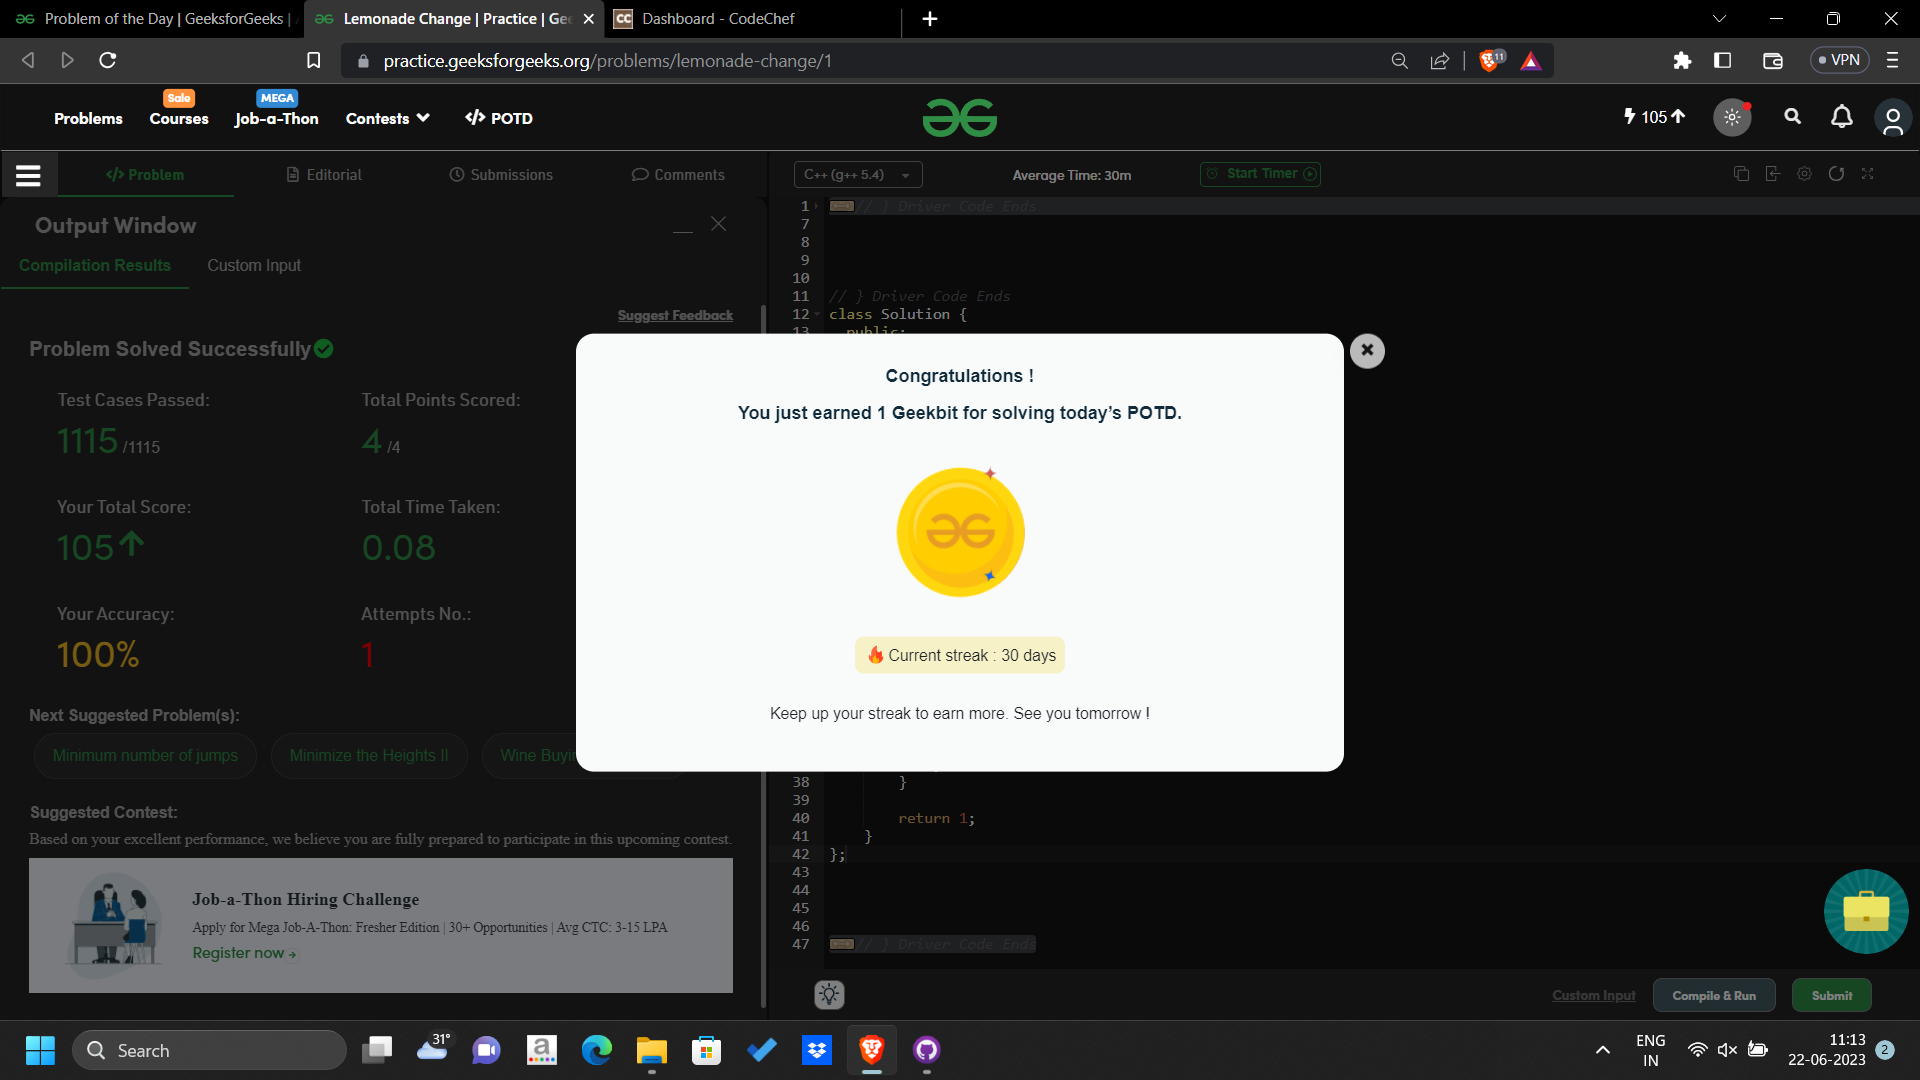 Problem of the Day | GeeksforGeeks |
Lemonade Change | Practice | Gee
Dashboard - CodeChef
practice.geeksforgeeks.org/problems/lemonade-change/1
11
VPN
Sale
MEGA
Problems
Courses
Job-a-Thon
Contests
</> POTD
105
</> Problem
Editorial
Submissions
Comments
C++ (g++ 5.4)
Average Time: 30m
Start Timer
Output Window
Compilation Results
Custom Input
Suggest Feedback
Problem Solved Successfully
Test Cases Passed:
1115 /1115
Total Points Scored:
4 /4
Your Total Score:
105
Total Time Taken:
0.08
Your Accuracy:
100%
Attempts No.:
1
Next Suggested Problem(s):
Minimum number of jumps
Minimize the Heights II
Wine Buyin
Suggested Contest:
Based on your excellent performance, we believe you are fully prepared to participate in this upcoming contest.
Job-a-Thon Hiring Challenge
Apply for Mega Job-A-Thon: Fresher Edition | 30+ Opportunities | Avg CTC: 3-15 LPA
Register now →
1 // } Driver Code Ends
7
8
9
10
11 // } Driver Code Ends
12 class Solution {
13 public:
Congratulations !
You just earned 1 Geekbit for solving today’s POTD.
Current streak : 30 days
Keep up your streak to earn more. See you tomorrow !
38 }
39
40 return 1;
41 }
42 };
43
44
45
46
47 // } Driver Code Ends
Custom Input
Compile & Run
Submit
Search
31°
a
ENG
IN
11:13
22-06-2023
2